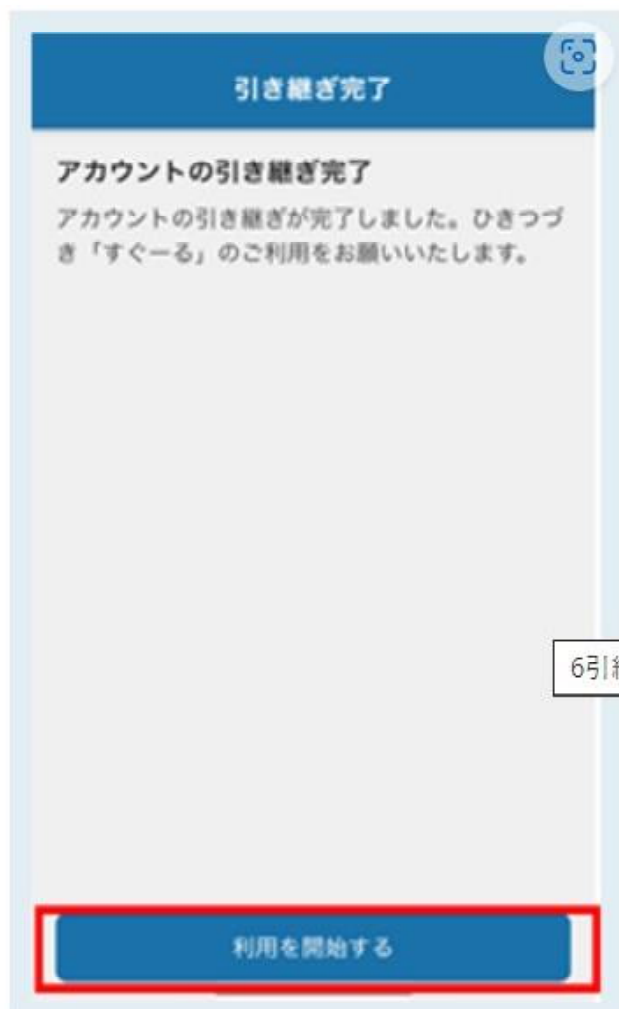 引き継ぎ完了
アカウントの引き継ぎ完了
アカウントの引き継ぎが完了しました。ひきつづ
き「すぐーる」のご利用をお願いいたします。
6引
利用を開始する